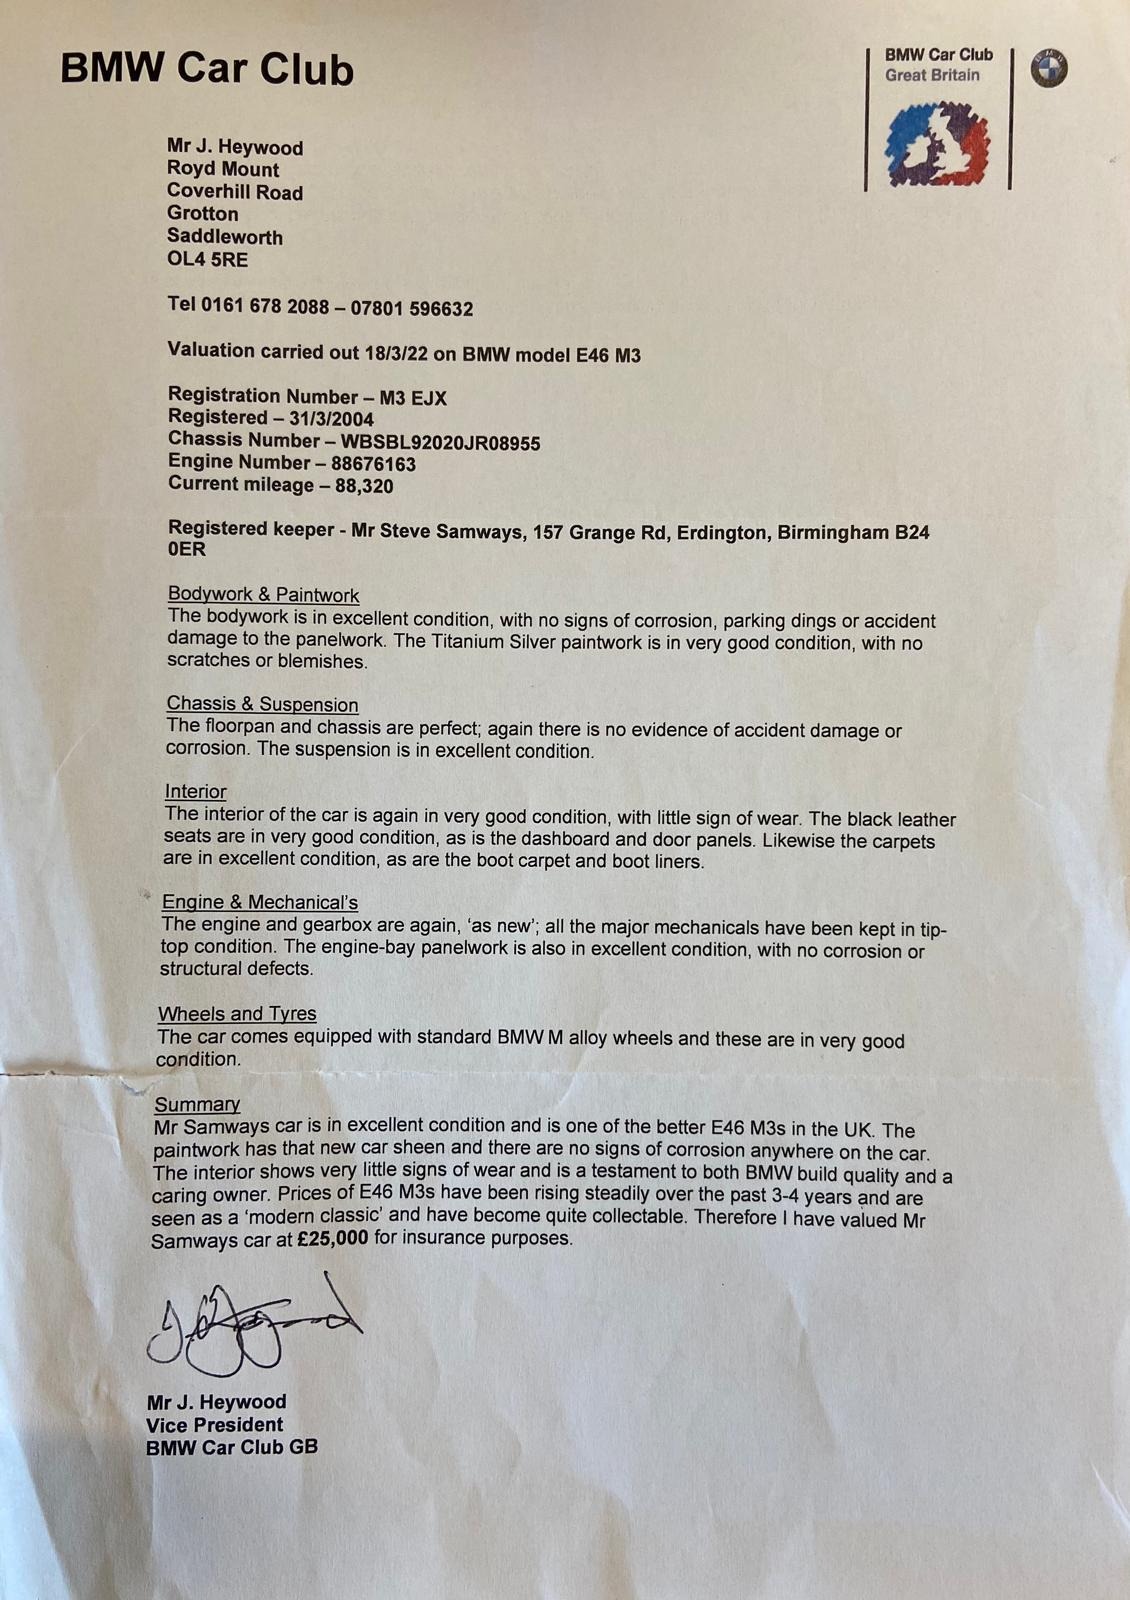 BMW Car Club
BMW Car Club
Great Britain
Mr J. Heywood
Royd Mount
Coverhill Road
Grotton
Saddleworth
OL4 5RE
Tel 0161 678 2088 – 07801 596632
Valuation carried out 18/3/22 on BMW model E46 M3
Registration Number – M3 EJX
Registered – 31/3/2004
Chassis Number – WBSBL92020JR08955
Engine Number – 88676163
Current mileage – 88,320
Registered keeper - Mr Steve Samways, 157 Grange Rd, Erdington, Birmingham B24
0ER
Bodywork & Paintwork
The bodywork is in excellent condition, with no signs of corrosion, parking dings or accident
damage to the panelwork. The Titanium Silver paintwork is in very good condition, with no
scratches or blemishes.
Chassis & Suspension
The floorpan and chassis are perfect; again there is no evidence of accident damage or
corrosion. The suspension is in excellent condition.
Interior
The interior of the car is again in very good condition, with little sign of wear. The black leather
seats are in very good condition, as is the dashboard and door panels. Likewise the carpets
are in excellent condition, as are the boot carpet and boot liners.
Engine & Mechanical's
The engine and gearbox are again, ‘as new’; all the major mechanicals have been kept in tip-
top condition. The engine-bay panelwork is also in excellent condition, with no corrosion or
structural defects.
Wheels and Tyres
The car comes equipped with standard BMW M alloy wheels and these are in very good
condition.
Summary
Mr Samways car is in excellent condition and is one of the better E46 M3s in the UK. The
paintwork has that new car sheen and there are no signs of corrosion anywhere on the car.
The interior shows very little signs of wear and is a testament to both BMW build quality and a
caring owner. Prices of E46 M3s have been rising steadily over the past 3-4 years and are
seen as a ‘modern classic’ and have become quite collectable. Therefore I have valued Mr
Samways car at £25,000 for insurance purposes.
Mr J. Heywood
Vice President
BMW Car Club GB